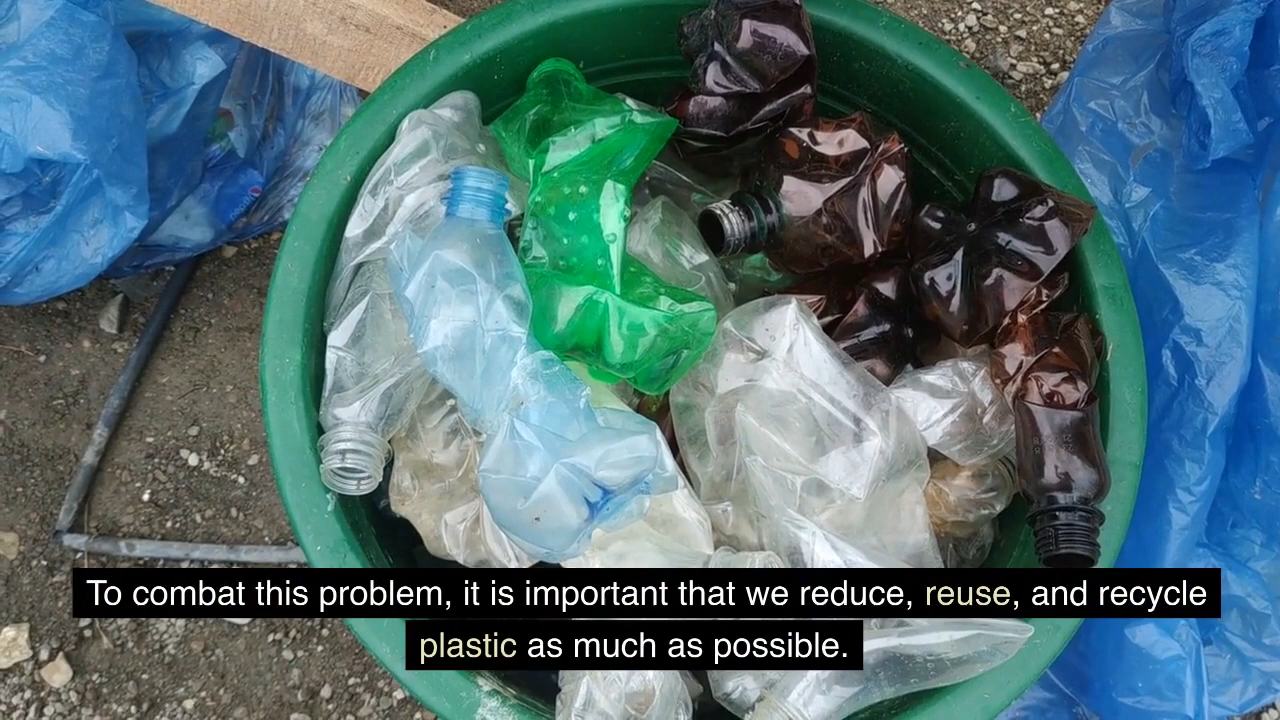 To combat this problem, it is important that we reduce, reuse, and recycle
plastic as much as possible.